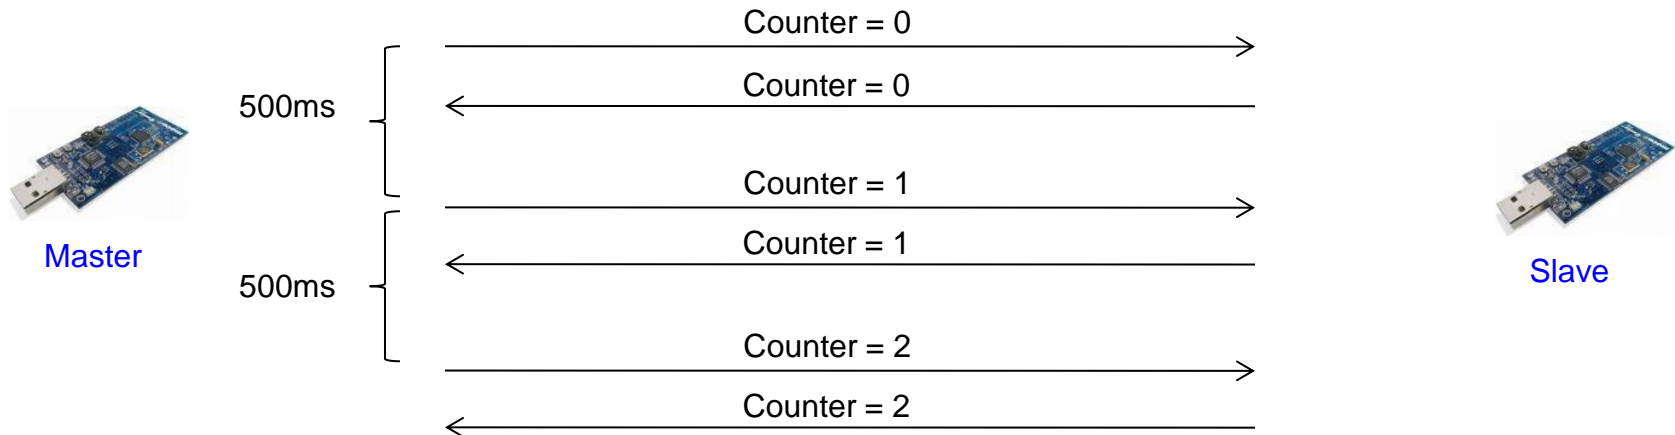 Counter = 0
Counter = 0
500ms
Counter = 1
Master
Counter = 1
Slave
500ms
Counter = 2
Counter = 2